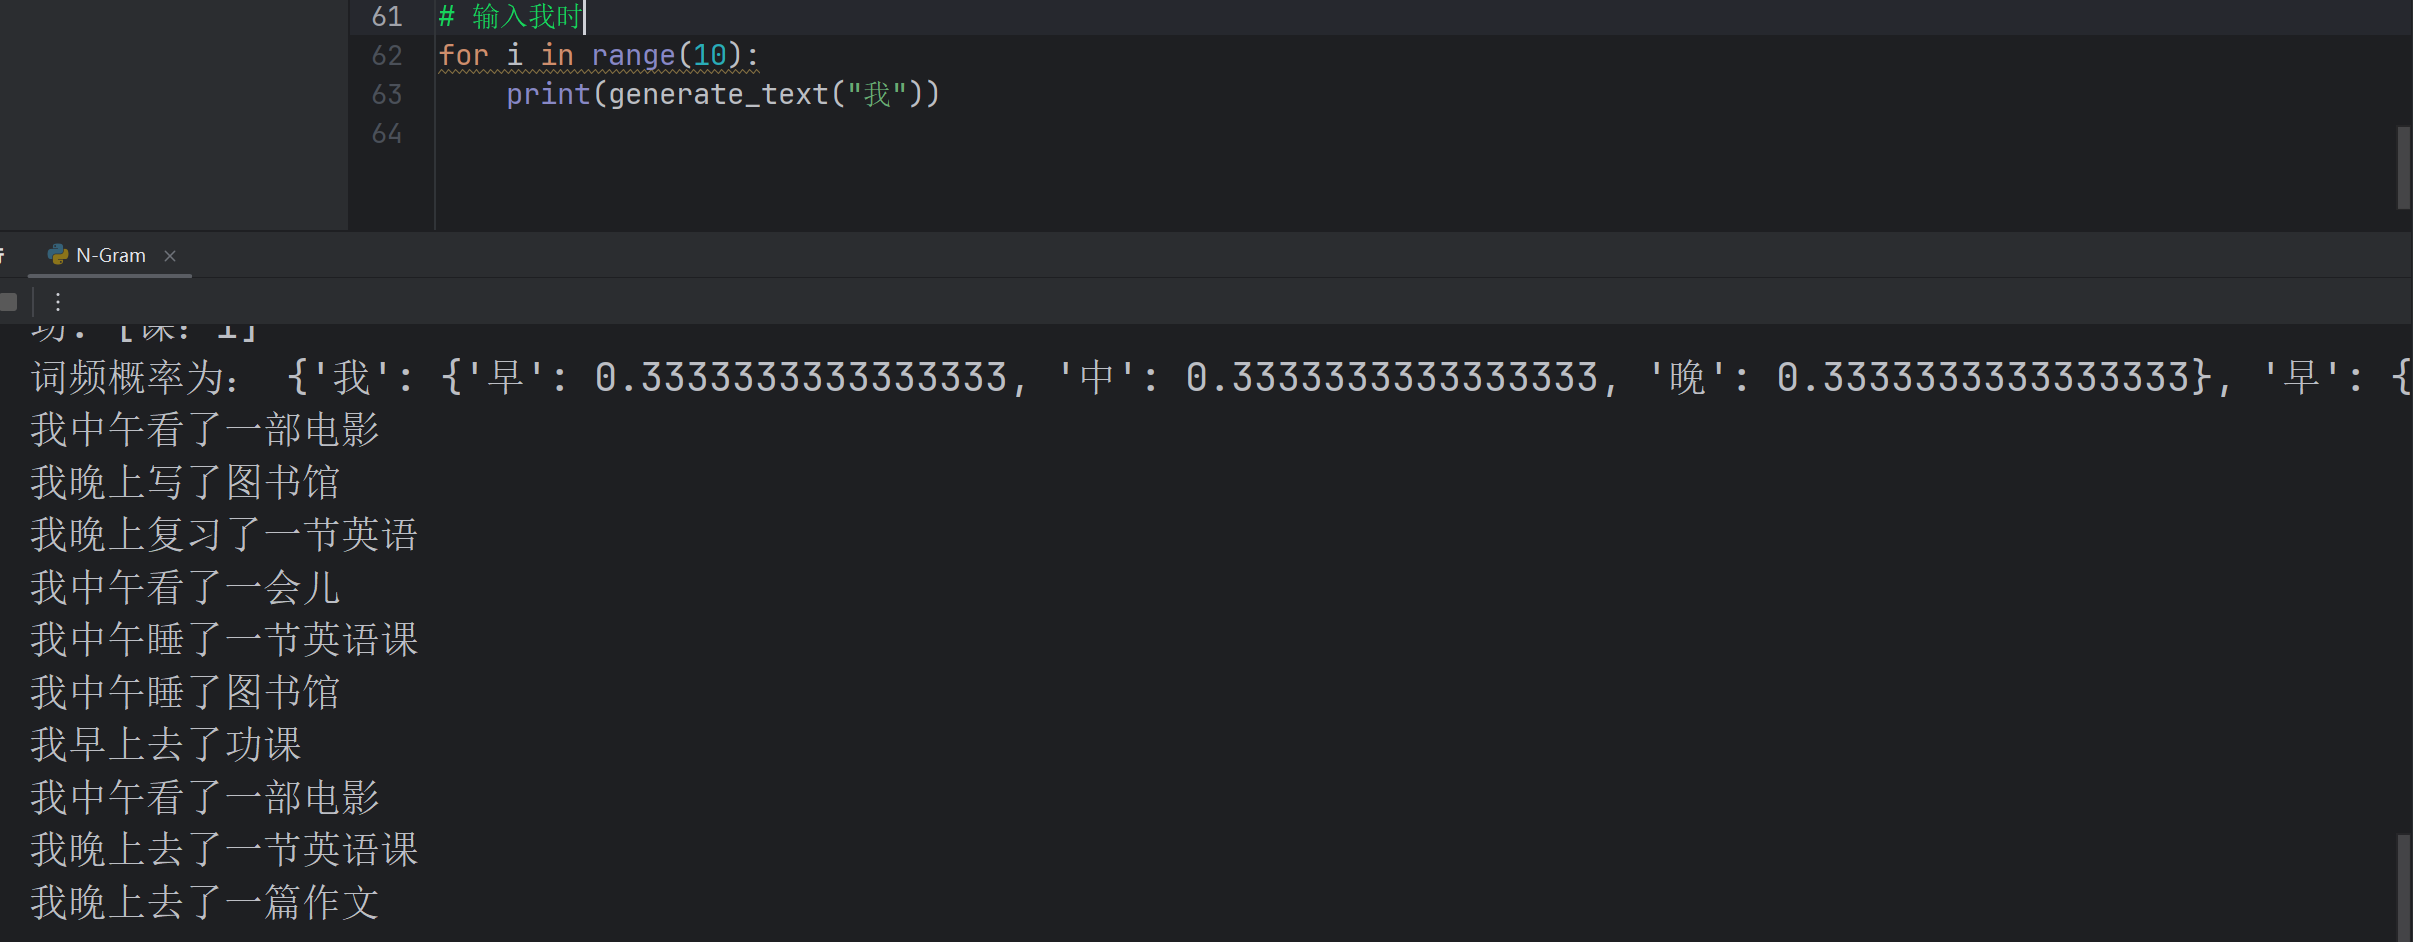 61 # 输入我时
62 for i in range(10):
63     print(generate_text("我"))
64
N-Gram
功: [课: 1]
词频概率为： {'我': {'早': 0.3333333333333333, '中': 0.3333333333333333, '晚': 0.3333333333333333}, '早': {
我中午看了一部电影
我晚上写了图书馆
我晚上复习了一节英语
我中午看了一会儿
我中午睡了一节英语课
我中午睡了图书馆
我早上去了功课
我中午看了一部电影
我晚上去了一节英语课
我晚上去了一篇作文